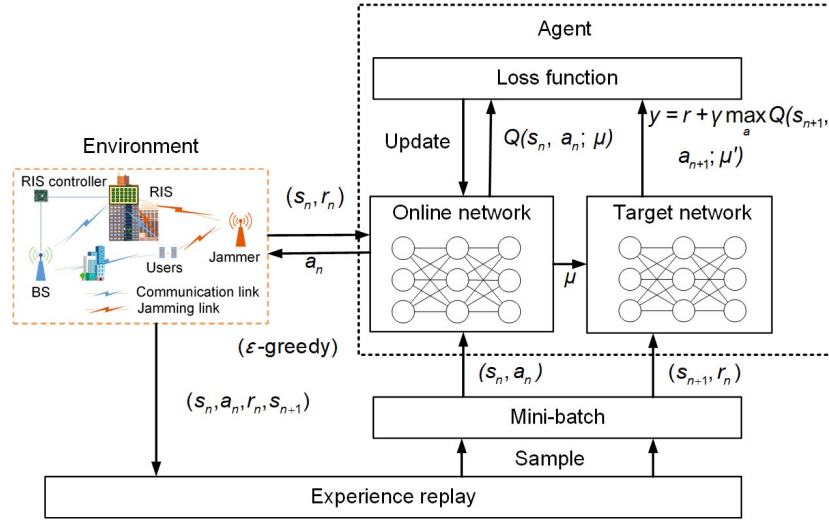 Agent
Loss function
Update
Q(sₙ, aₙ; μ)
y = r + γ max Q(sₙ₊₁,
a
aₙ₊₁; μ')
Environment
RIS controller
RIS
BS
Users
Jammer
Communication link
Jamming link
(sₙ, rₙ)
aₙ
Online network
μ
Target network
(ε-greedy)
(sₙ, aₙ, rₙ, sₙ₊₁)
(sₙ, aₙ)
(sₙ₊₁, rₙ)
Mini-batch
Sample
Experience replay